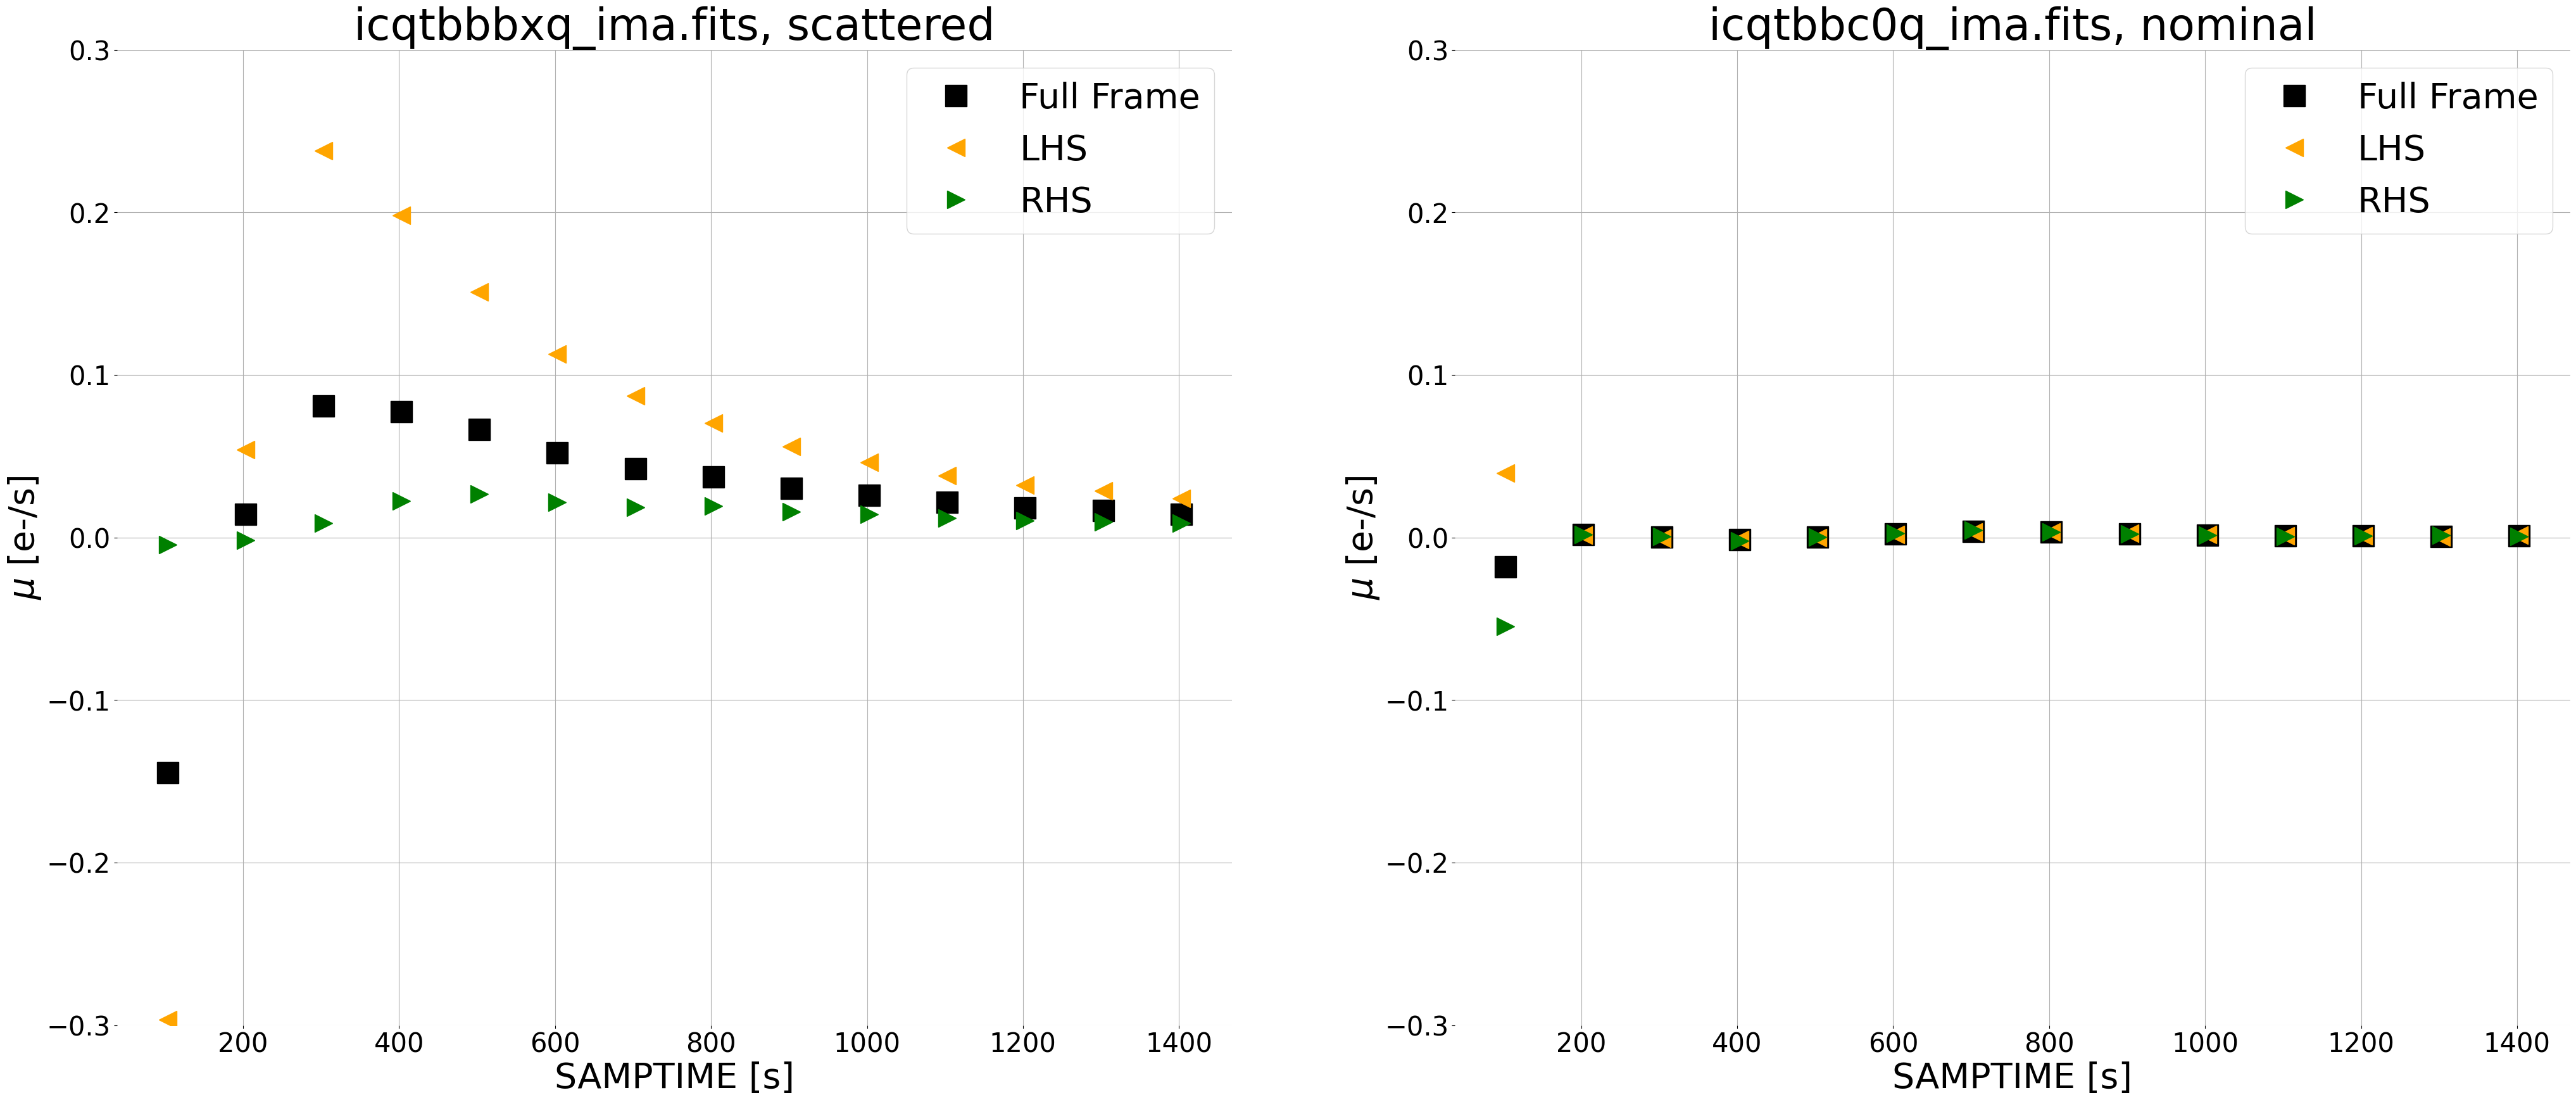 icqtbbbxq_ima.fits, scattered
0.3
0.2
0.1
0.0
−0.1
−0.2
−0.3
μ [e-/s]
Full Frame
LHS
RHS
200 400 600 800 1000 1200 1400
SAMPTIME [s]
icqtbbc0q_ima.fits, nominal
0.3
0.2
0.1
0.0
−0.1
−0.2
−0.3
μ [e-/s]
Full Frame
LHS
RHS
200 400 600 800 1000 1200 1400
SAMPTIME [s]